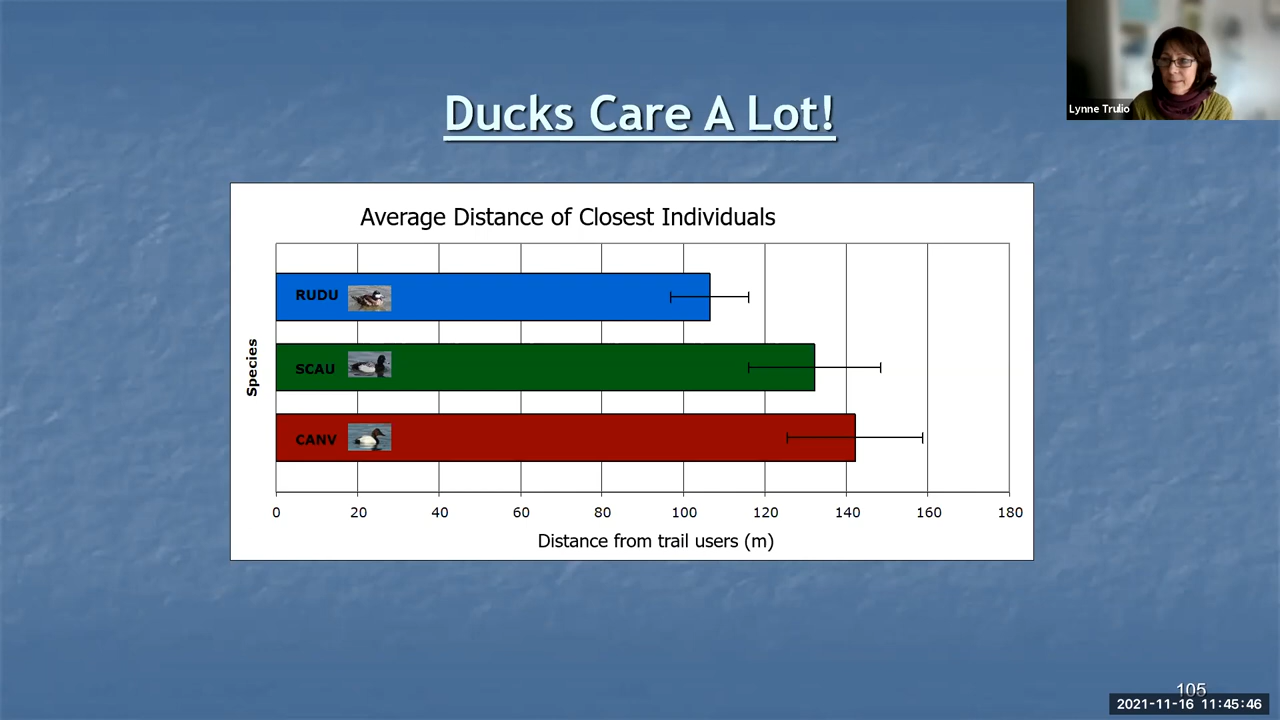 Lynne Trulio
Ducks Care A Lot!
Average Distance of Closest Individuals
Species
RUDU
SCAU
CANV
0 20 40 60 80 100 120 140 160 180
Distance from trail users (m)
105
2021-11-16 11:45:46